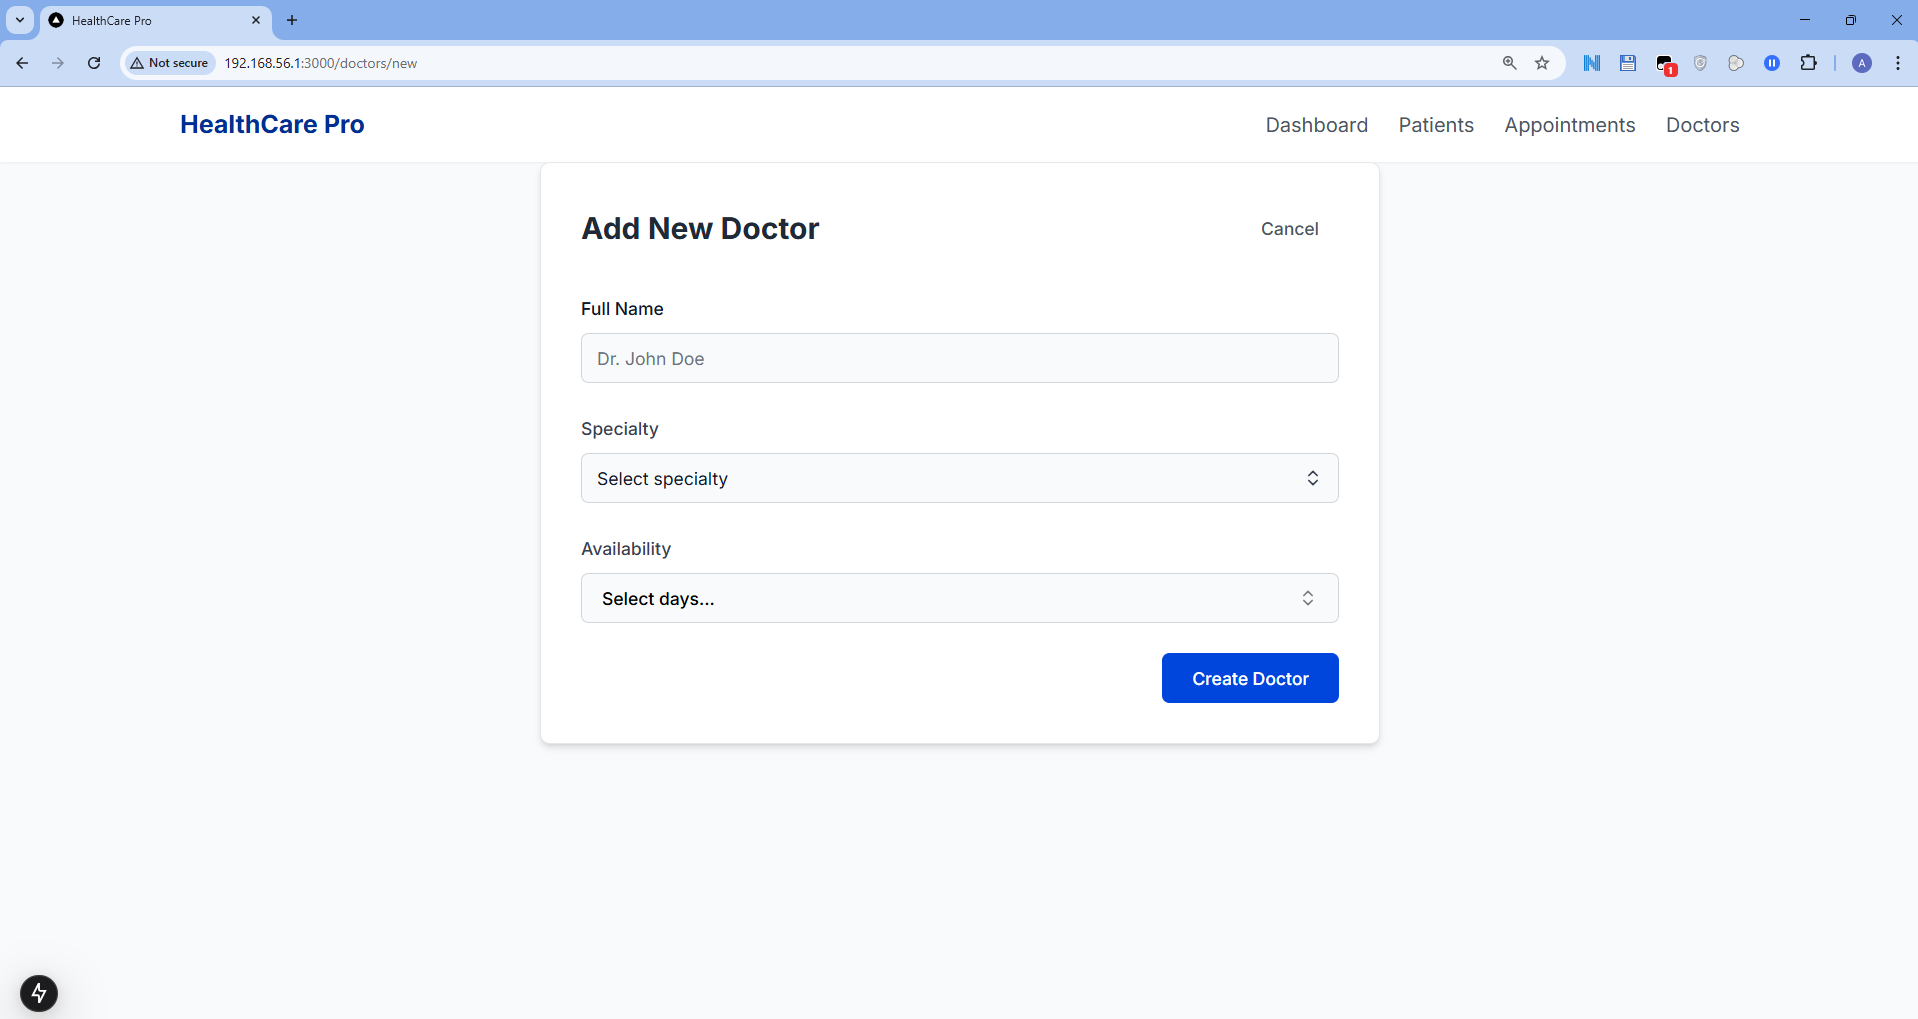 HealthCare Pro
Not secure
192.168.56.1:3000/doctors/new
1
A
HealthCare Pro
Dashboard
Patients
Appointments
Doctors
Add New Doctor
Cancel
Full Name
Dr. John Doe
Specialty
Select specialty
Availability
Select days...
Create Doctor